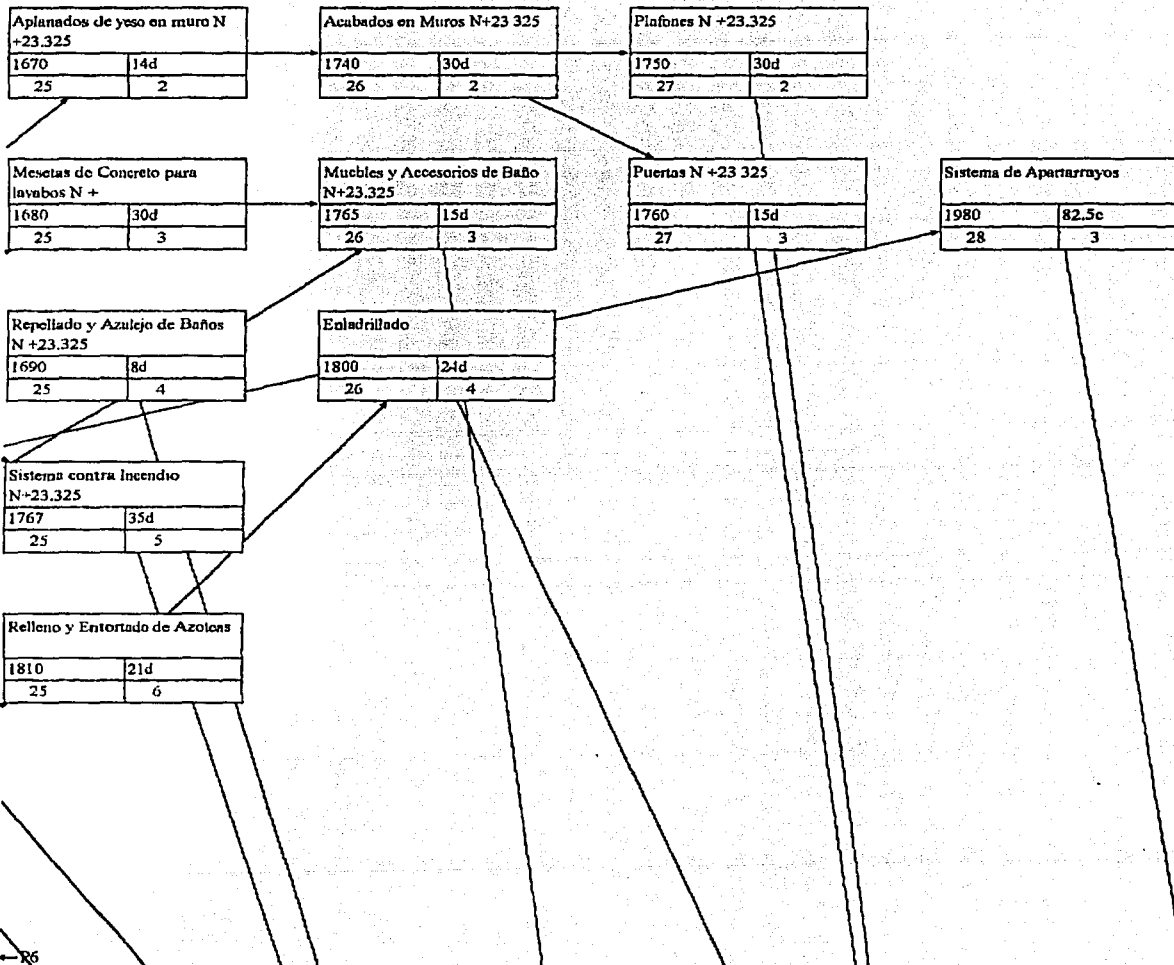 Aplanados de yeso en muro N
+23.325
1670 14d
25 2
Acabados en Muros N+23 325
1740 30d
26 2
Plafones N +23.325
1750 30d
27 2
Mesetas de Concreto para
lavabos N +
1680 30d
25 3
Muebles y Accesorios de Baño
N+23.325
1765 15d
26 3
Puertas N +23 325
1760 15d
27 3
Sistema de Apartarrayos
1980 82.5c
28 3
Repellado y Azulejo de Baños
N +23.325
1690 8d
25 4
Enladrillado
1800 24d
26 4
Sistema contra Incendio
N+23.325
1767 35d
25 5
Relleno y Entortado de Azoteas
1810 21d
25 6